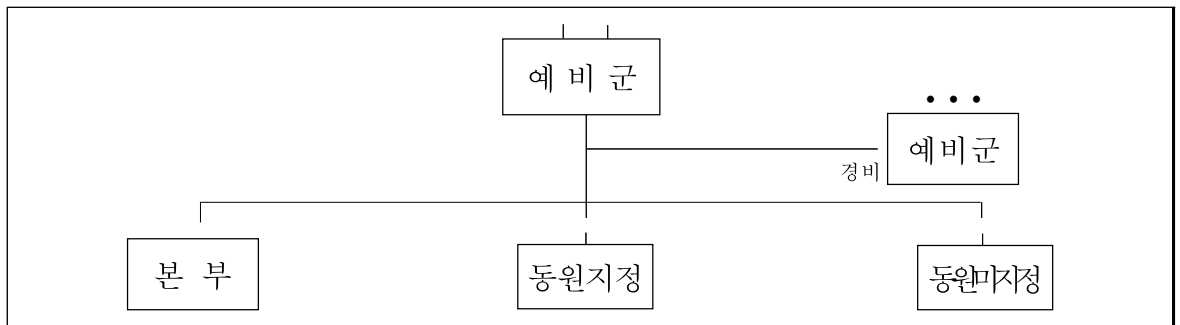 예 비 군
• • •
예비군
경비
본 부
동원지정
동원미지정